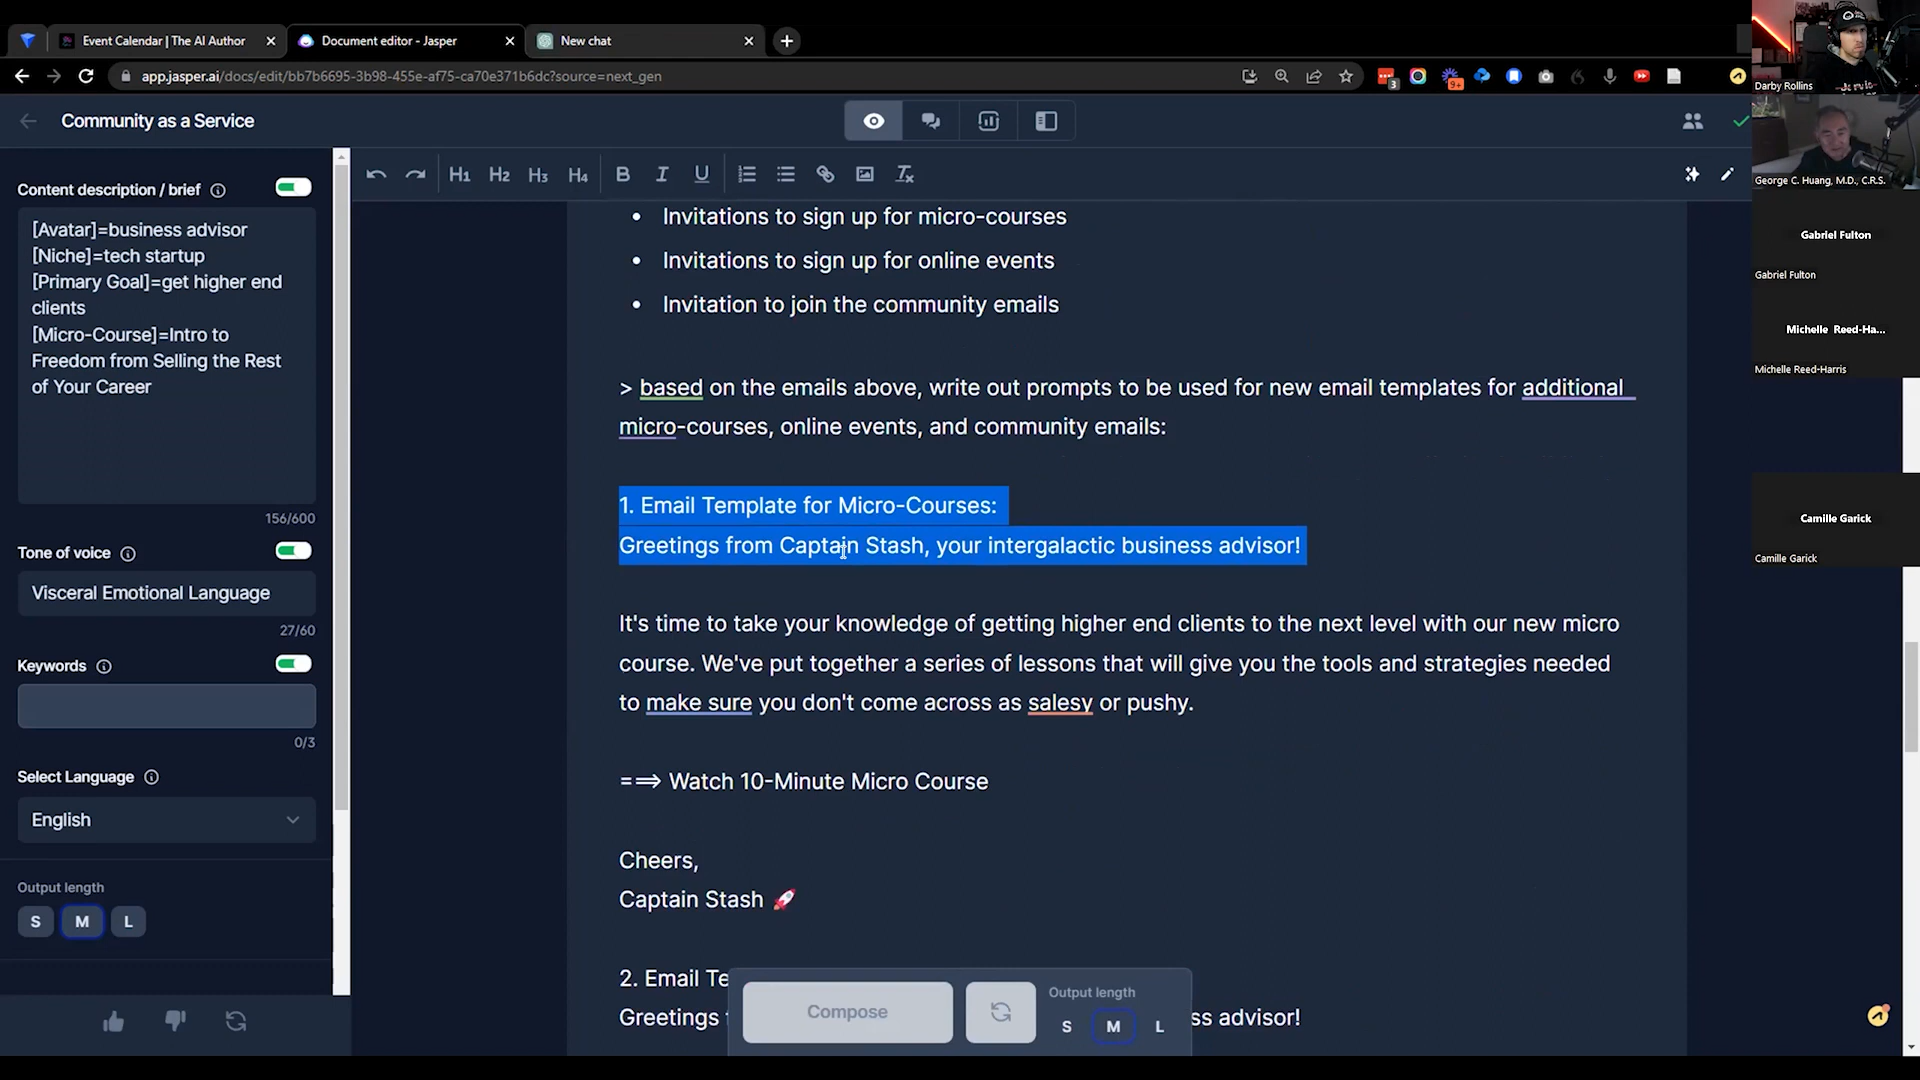 Event Calendar | The AI Author
Document editor - Jasper
New chat
app.jasper.ai/docs/edit/bb7b6695-3b98-455e-af75-ca70e371b6dc?source=next_gen
3
9+
Darby Rollins
George C. Huang, M.D., C.R.S.
Gabriel Fulton
Gabriel Fulton
Michelle Reed-Ha...
Michelle Reed-Harris
Camille Garick
Camille Garick
Community as a Service
H1 H2 H3 H4 B I U
Content description / brief
[Avatar]=business advisor
[Niche]=tech startup
[Primary Goal]=get higher end
clients
[Micro-Course]=Intro to
Freedom from Selling the Rest
of Your Career
156/600
Tone of voice
Visceral Emotional Language
27/60
Keywords
0/3
Select Language
English
Output length
S M L
• Invitations to sign up for micro-courses
• Invitations to sign up for online events
• Invitation to join the community emails
> based on the emails above, write out prompts to be used for new email templates for additional
micro-courses, online events, and community emails:
1. Email Template for Micro-Courses:
Greetings from Captain Stash, your intergalactic business advisor!
It's time to take your knowledge of getting higher end clients to the next level with our new micro
course. We've put together a series of lessons that will give you the tools and strategies needed
to make sure you don't come across as salesy or pushy.
==⇒ Watch 10-Minute Micro Course
Cheers,
Captain Stash 🚀
2. Email Te
Greetings
ss advisor!
Compose
Output length
S M L